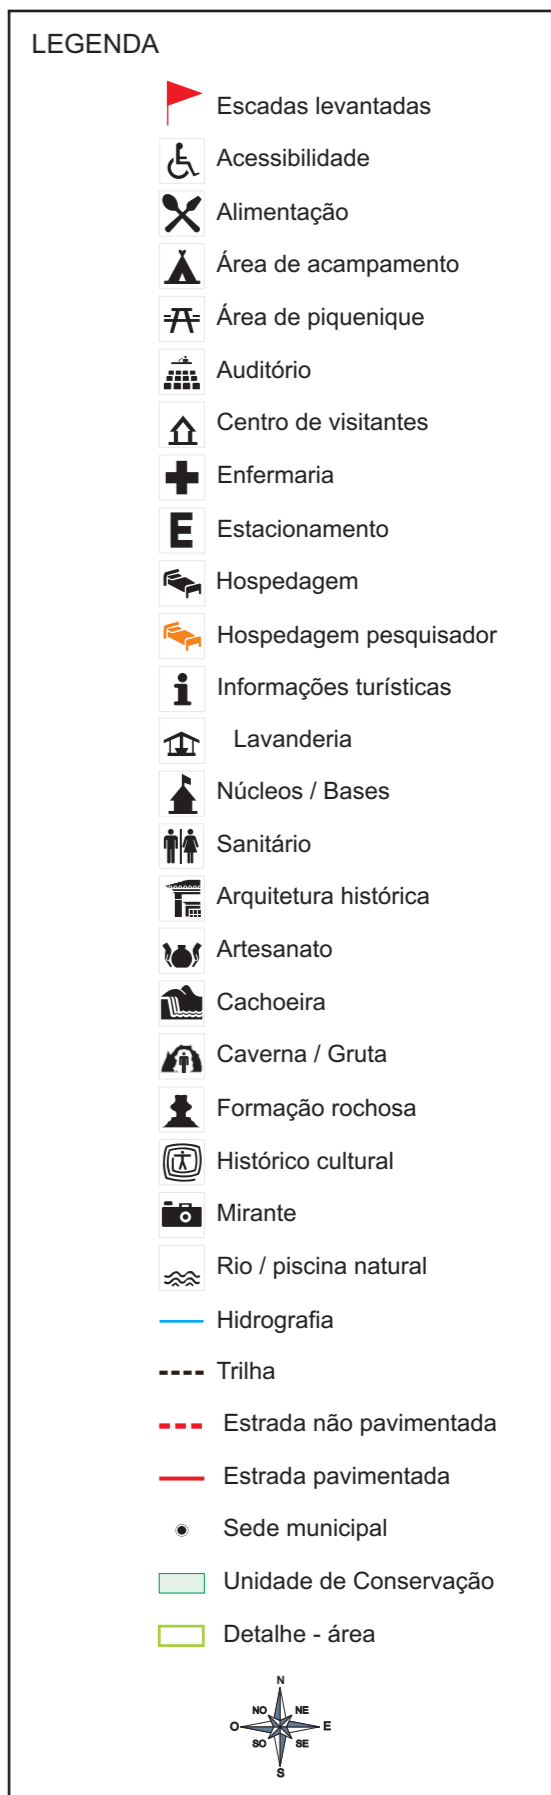 LEGENDA
Escadas levantadas
Acessibilidade
Alimentação
Área de acampamento
Área de piquenique
Auditório
Centro de visitantes
Enfermaria
E Estacionamento
Hospedagem
Hospedagem pesquisador
Informações turísticas
Lavanderia
Núcleos / Bases
Sanitário
Arquitetura histórica
Artesanato
Cachoeira
Caverna / Gruta
Formação rochosa
Histórico cultural
Mirante
Rio / piscina natural
Hidrografia
Trilha
Estrada não pavimentada
Estrada pavimentada
Sede municipal
Unidade de Conservação
Detalhe - área
N
NO NE
O E
SO SE
S